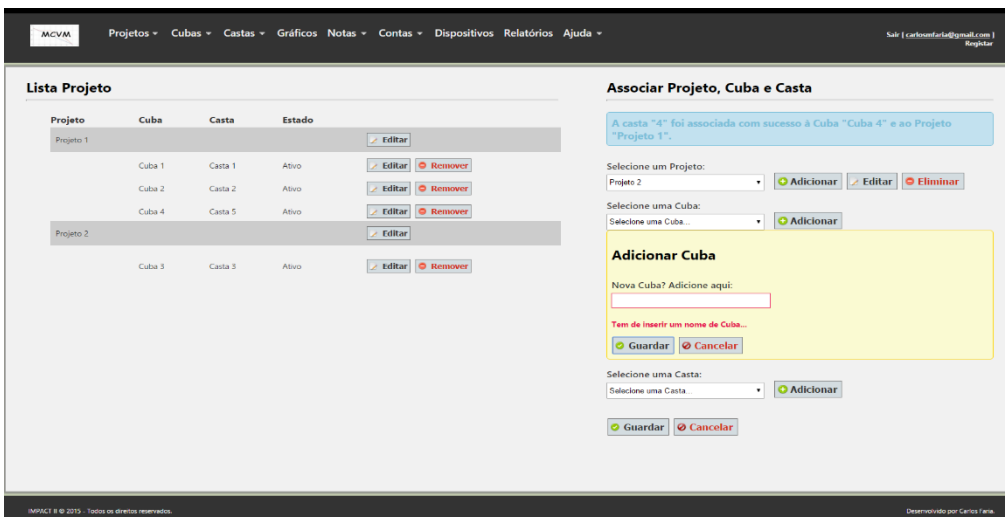 MCVM
Projetos Cubas Castas Gráficos Notas Contas Dispositivos Relatórios Ajuda
Sair [ carlosmfaria@gmail.com ]
Registar
Lista Projeto
Projeto Cuba Casta Estado
Projeto 1 Editar
Cuba 1 Casta 1 Ativo Editar Remover
Cuba 2 Casta 2 Ativo Editar Remover
Cuba 4 Casta 5 Ativo Editar Remover
Projeto 2 Editar
Cuba 3 Casta 3 Ativo Editar Remover
Associar Projeto, Cuba e Casta
A casta "4" foi associada com sucesso à Cuba "Cuba 4" e ao Projeto
"Projeto 1".
Selecione um Projeto:
Projeto 2 Adicionar Editar Eliminar
Selecione uma Cuba:
Selecione uma Cuba... Adicionar
Adicionar Cuba
Nova Cuba? Adicione aqui:
Tem de inserir um nome de Cuba...
Guardar Cancelar
Selecione uma Casta:
Selecione uma Casta... Adicionar
Guardar Cancelar
IMPACT II © 2015 - Todos os direitos reservados.
Desenvolvido por Carlos Faria.